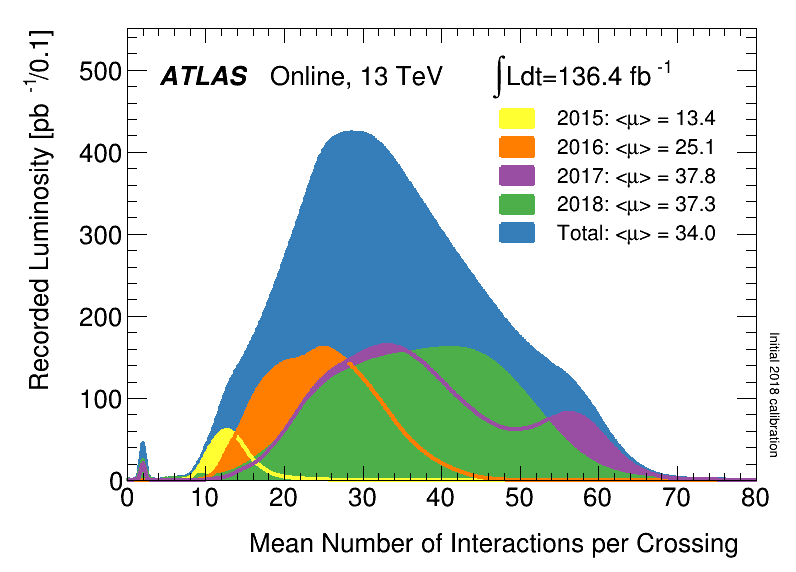 ATLAS Online, 13 TeV ∫Ldt=136.4 fb⁻¹
2015: <μ> = 13.4
2016: <μ> = 25.1
2017: <μ> = 37.8
2018: <μ> = 37.3
Total: <μ> = 34.0
Recorded Luminosity [pb⁻¹/0.1]
500
400
300
200
100
0
0 10 20 30 40 50 60 70 80
Mean Number of Interactions per Crossing
Initial 2018 calibration